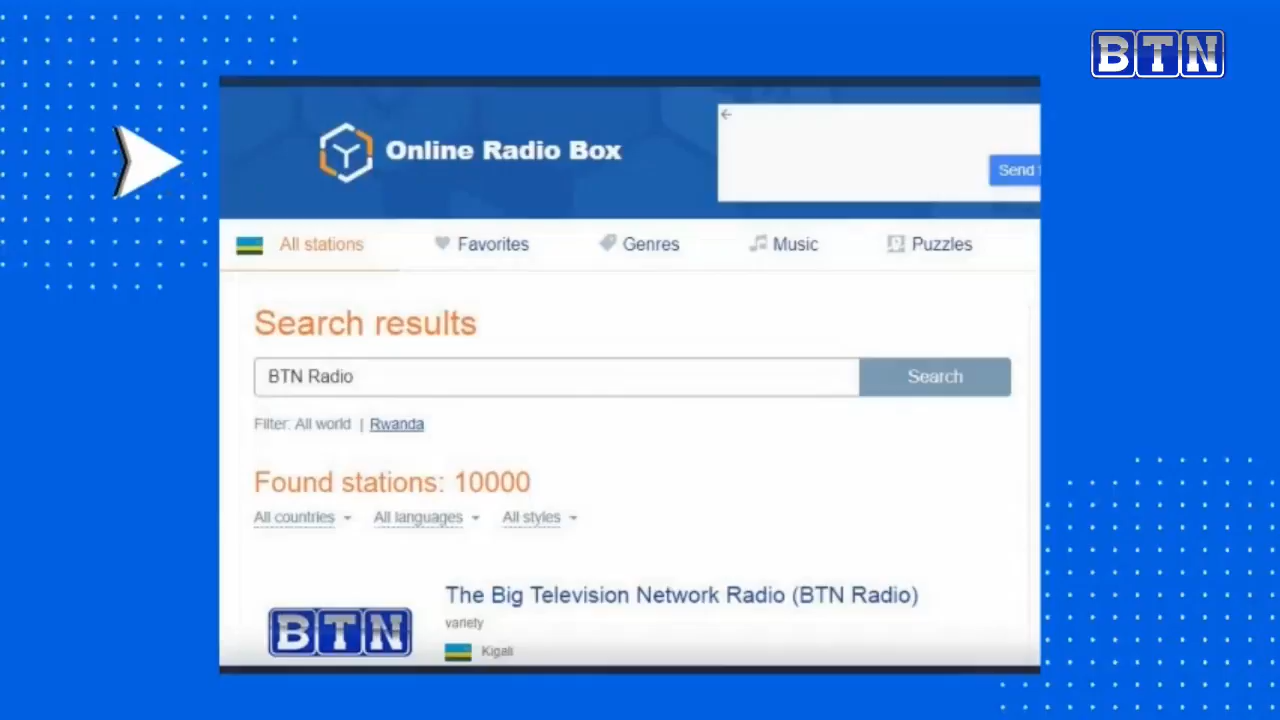 BTN
Online Radio Box
Send
All stations
Favorites
Genres
Music
Puzzles
Search results
BTN Radio
Search
Filter: All world | Rwanda
Found stations: 10000
All countries
All languages
All styles
The Big Television Network Radio (BTN Radio)
variety
BTN
Kigali